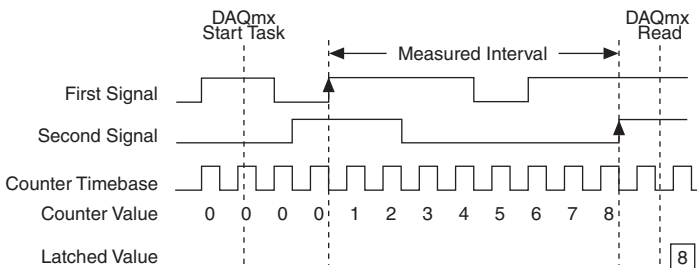 DAQmx
Start Task
DAQmx
Read
Measured Interval
First Signal
Second Signal
Counter Timebase
Counter Value 0 0 0 0 1 2 3 4 5 6 7 8
Latched Value 8